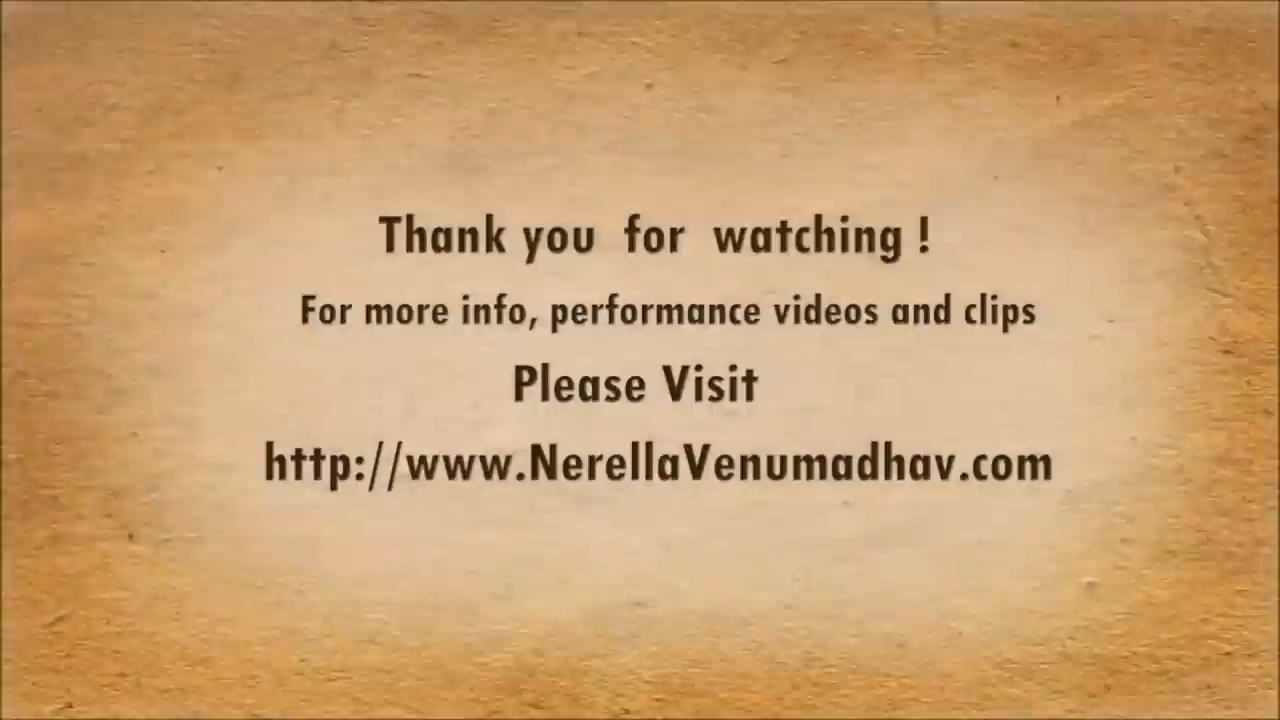 Thank you for watching !
For more info, performance videos and clips
Please Visit
http://www.NerellaVenumadhav.com